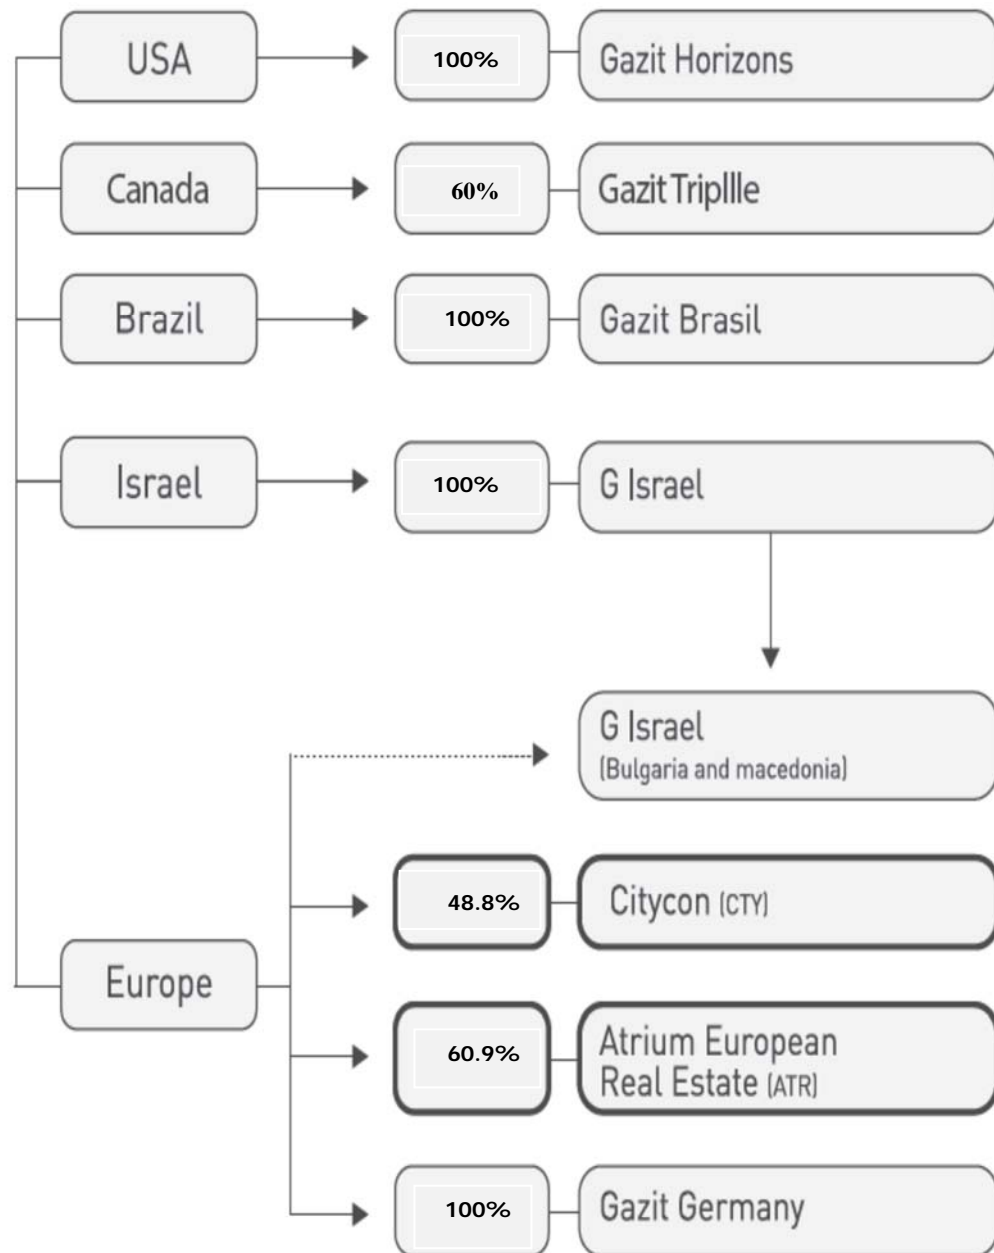 USA
100%
Gazit Horizons
Canada
60%
Gazit TripIlle
Brazil
100%
Gazit Brasil
Israel
100%
G Israel
G Israel
(Bulgaria and macedonia)
48.8%
Citycon (CTY)
Europe
60.9%
Atrium European
Real Estate (ATR)
100%
Gazit Germany